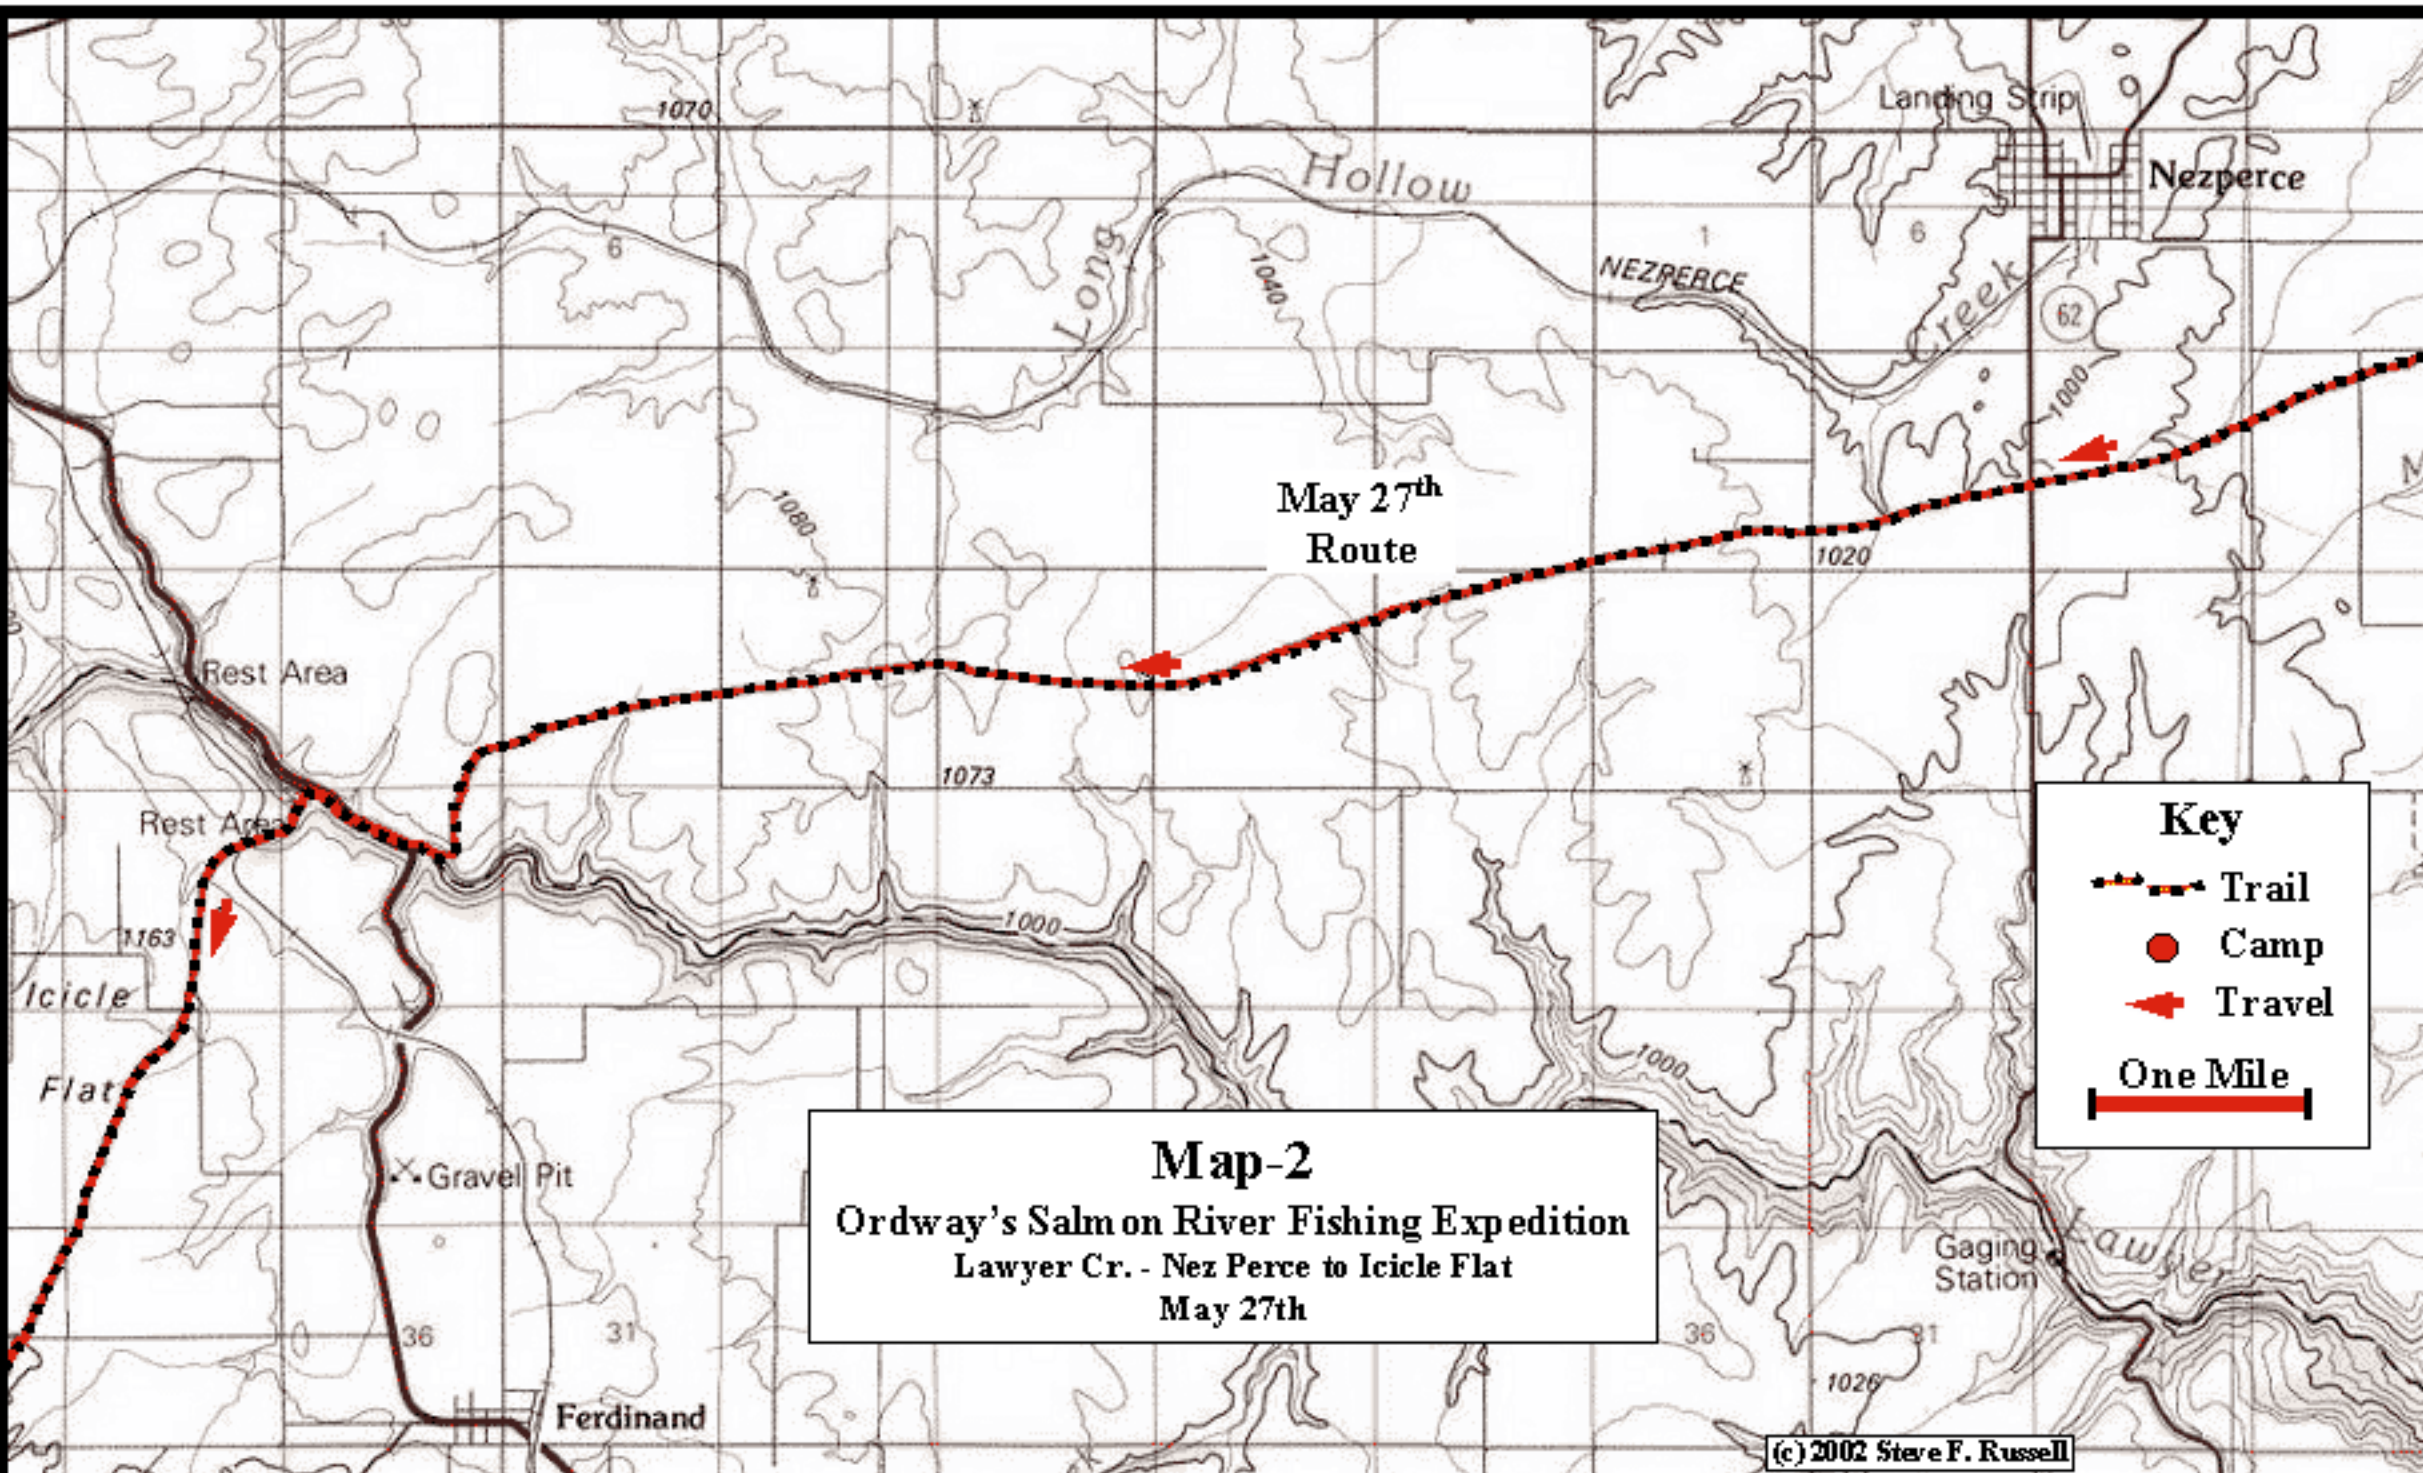 1070
Landing Strip
Nezperce
Hollow
Long
1
6
1040
NEZPERCE
1
6
Creek
62
1000
May 27th
Route
1080
1020
Rest Area
1073
Rest Area
1163
Icicle
Flat
1000
1000
Key
Trail
Camp
Travel
One Mile
Gravel Pit
Map-2
Ordway's Salmon River Fishing Expedition
Lawyer Cr. - Nez Perce to Icicle Flat
May 27th
Gaging
Station
Lawyer
36
31
36
31
1026
Ferdinand
(c) 2002 Steve F. Russell